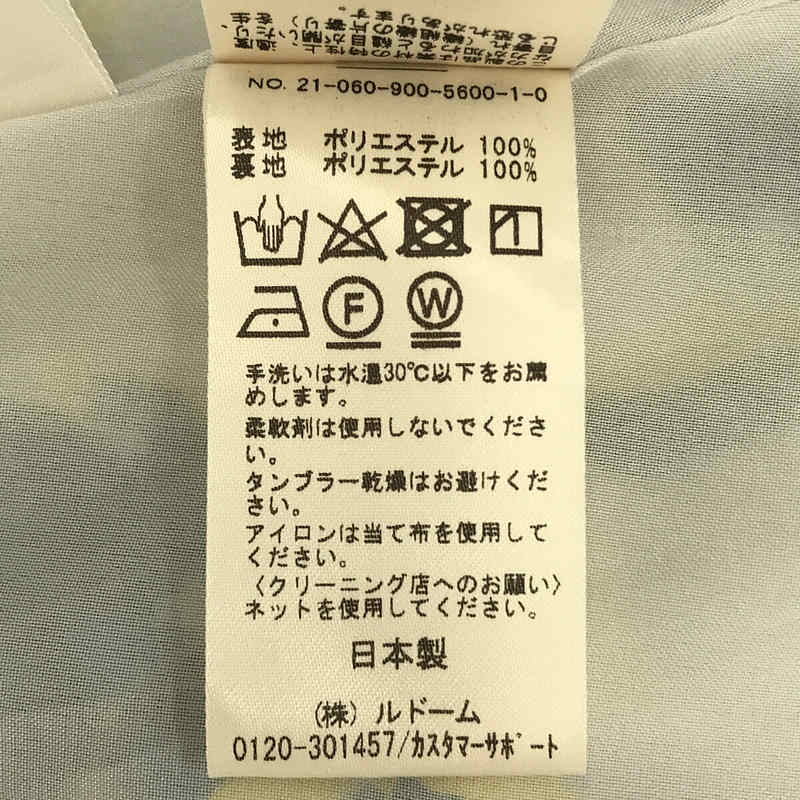 NO. 21-060-900-5600-1-0
表地 ポリエステル 100%
裏地 ポリエステル 100%
F
W
手洗いは水温30℃以下をお薦
めします。
柔軟剤は使用しないでくださ
い。
タンブラー乾燥はお避けくだ
さい。
アイロンは当て布を使用して
ください。
〈クリーニング店へのお願い〉
ネットを使用してください。
日本製
(株) ルドーム
0120-301457/カスタマーサポート